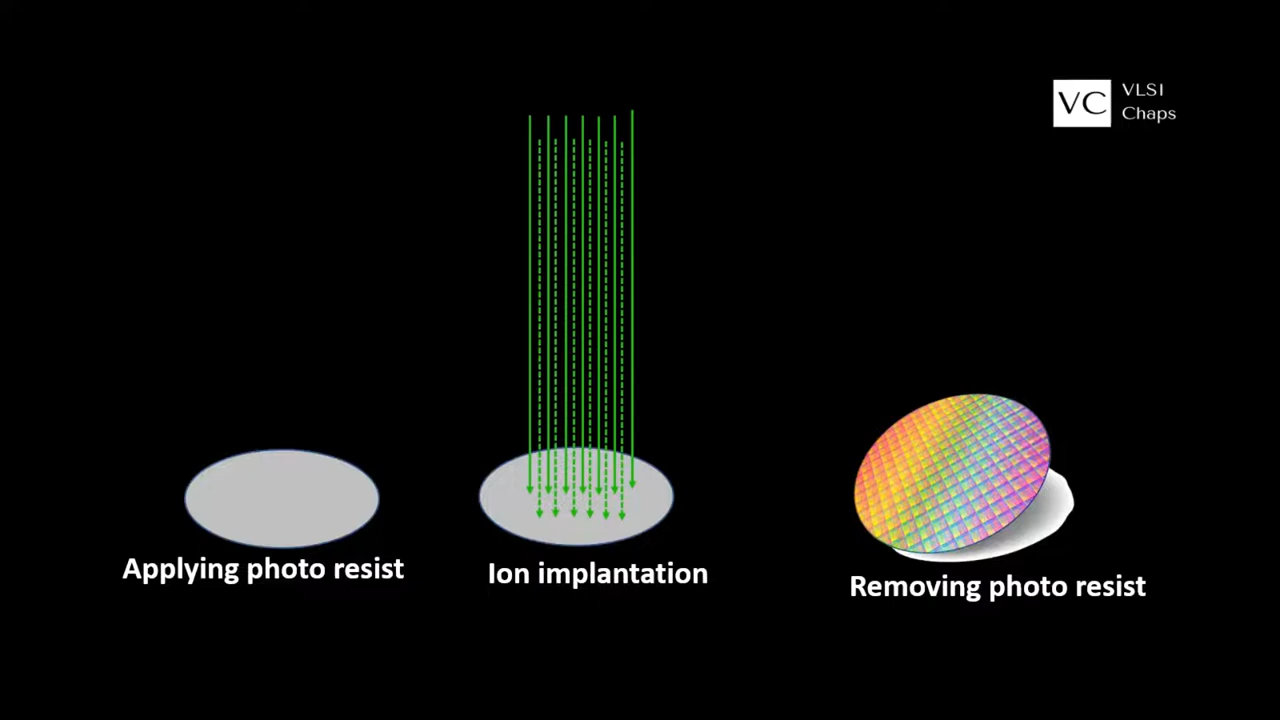 VC
VLSI
Chaps
Applying photo resist
Ion implantation
Removing photo resist